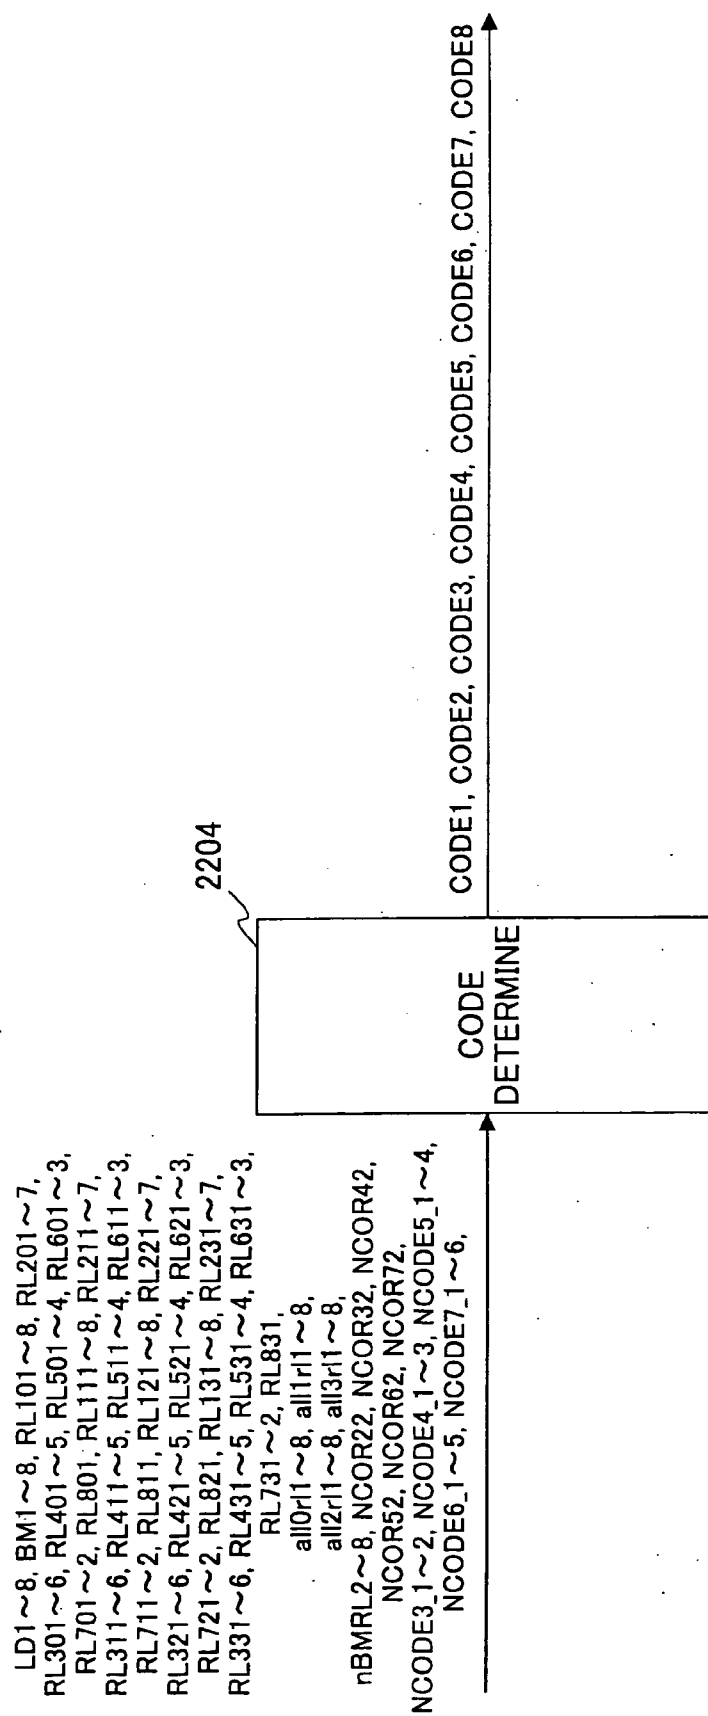 LD1~8, BM1~8, RL101~8, RL201~7,
RL301~6, RL401~5, RL501~4, RL601~3,
RL701~2, RL801, RL111~8, RL211~7,
RL311~6, RL411~5, RL511~4, RL611~3,
RL711~2, RL811, RL121~8, RL221~7,
RL321~6, RL421~5, RL521~4, RL621~3,
RL721~2, RL821, RL131~8, RL231~7,
RL331~6, RL431~5, RL531~4, RL631~3,
RL731~2, RL831,
all0rl1~8, all1rl1~8,
all2rl1~8, all3rl1~8,
nBMRL2~8, NCOR22, NCOR32, NCOR42,
NCOR52, NCOR62, NCOR72,
NCODE3_1~2, NCODE4_1~3, NCODE5_1~4,
NCODE6_1~5, NCODE7_1~6,
2204
CODE
DETERMINE
CODE1, CODE2, CODE3, CODE4, CODE5, CODE6, CODE7, CODE8